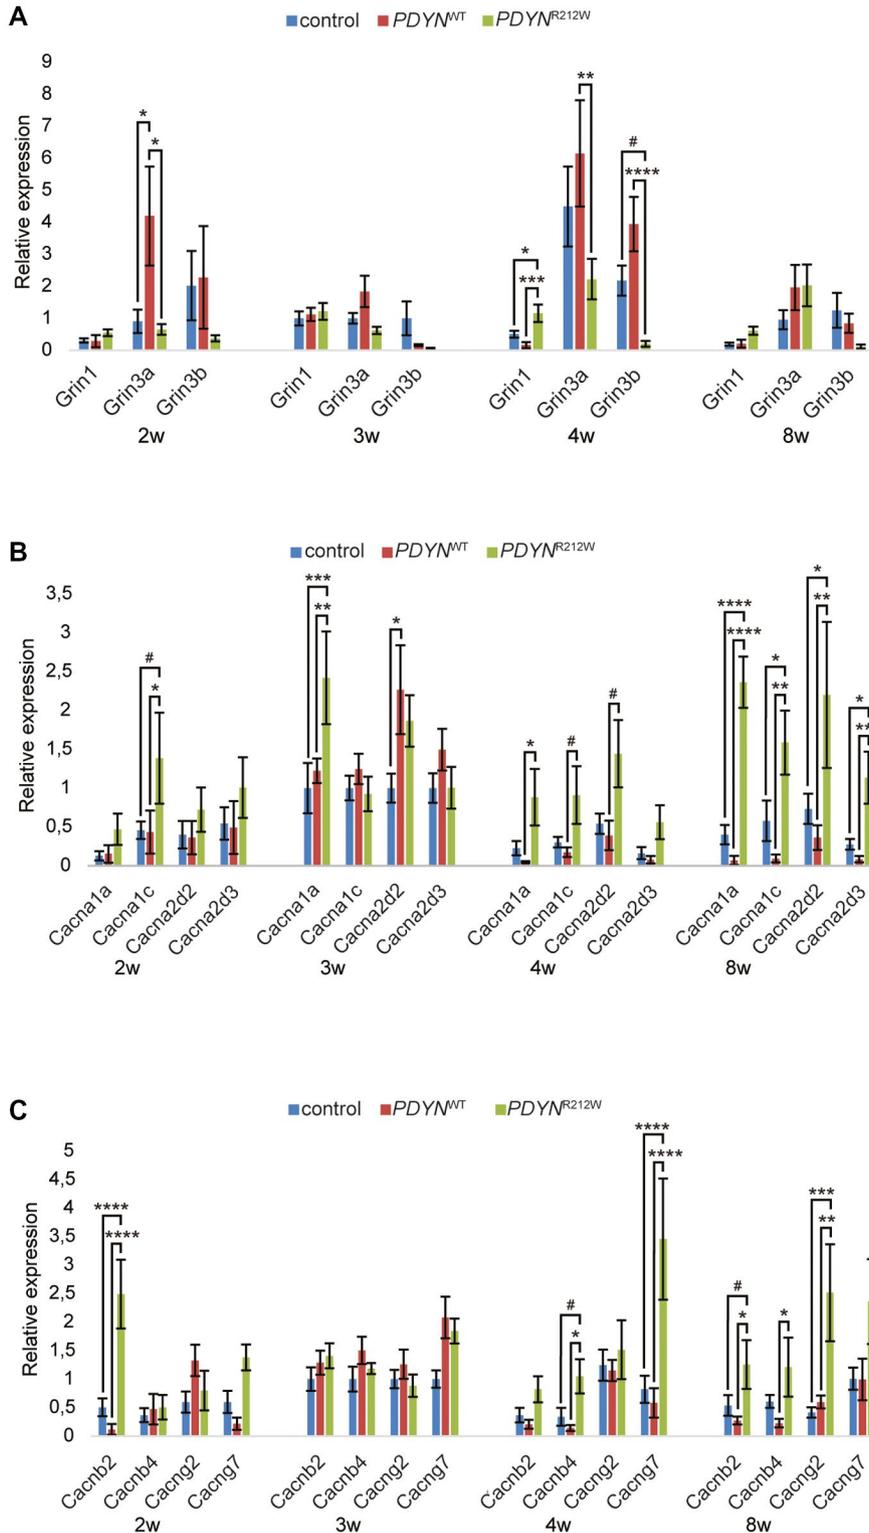 A
control PDYNWT PDYNR212W
Relative expression
9
8
7
6
5
4
3
2
1
0
* * ** # **** * ***
Grin1 Grin3a Grin3b Grin1 Grin3a Grin3b Grin1 Grin3a Grin3b Grin1 Grin3a Grin3b
2w 3w 4w 8w
B
control PDYNWT PDYNR212W
Relative expression
3,5
3
2,5
2
1,5
1
0,5
0
# * *** ** * * # # **** **** * ** * ** * **
Cacna1a Cacna1c Cacna2d2 Cacna2d3 Cacna1a Cacna1c Cacna2d2 Cacna2d3 Cacna1a Cacna1c Cacna2d2 Cacna2d3 Cacna1a Cacna1c Cacna2d2 Cacna2d3
2w 3w 4w 8w
C
control PDYNWT PDYNR212W
Relative expression
5
4,5
4
3,5
3
2,5
2
1,5
1
0,5
0
**** **** # * **** **** # * * *** **
Cacnb2 Cacnb4 Cacng2 Cacng7 Cacnb2 Cacnb4 Cacng2 Cacng7 Cacnb2 Cacnb4 Cacng2 Cacng7 Cacnb2 Cacnb4 Cacng2 Cacng7
2w 3w 4w 8w